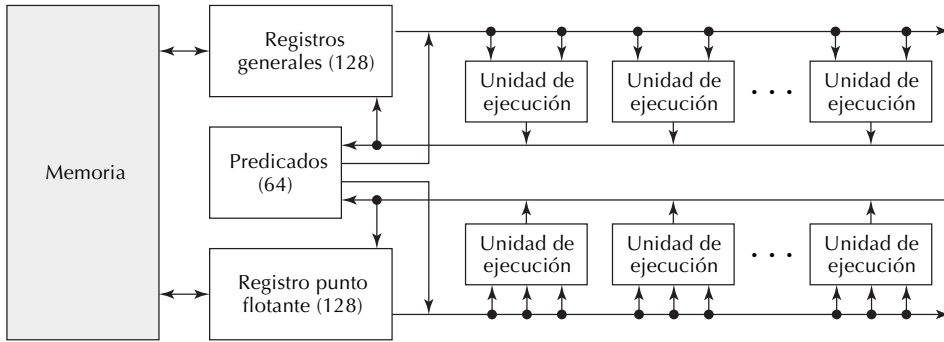 Registros
generales (128)
Unidad de
ejecución
Unidad de
ejecución
. . .
Unidad de
ejecución
Memoria
Predicados
(64)
Unidad de
ejecución
Unidad de
ejecución
. . .
Unidad de
ejecución
Registro punto
flotante (128)